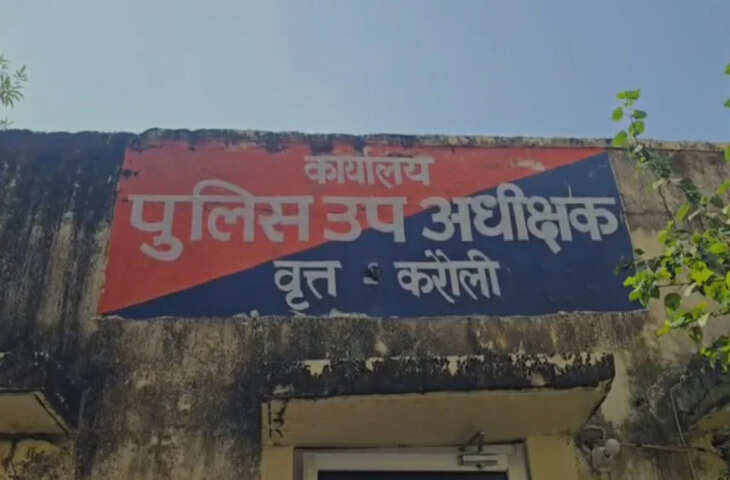 कार्यालय
पुलिस उप अधीक्षक
वृत्त - करौली